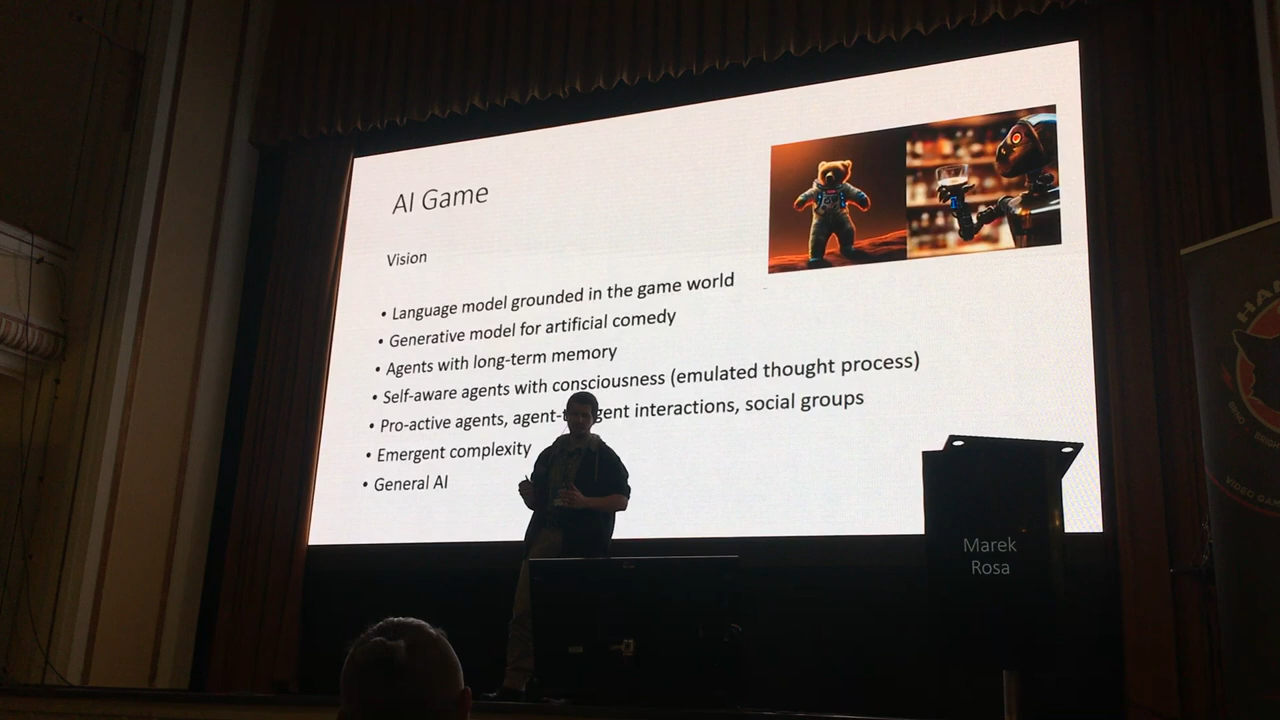 AI Game
Vision
• Language model grounded in the game world
• Generative model for artificial comedy
• Agents with long-term memory
• Self-aware agents with consciousness (emulated thought process)
• Pro-active agents, agent-t gent interactions, social groups
• Emergent complexity
• General AI
Marek
Rosa